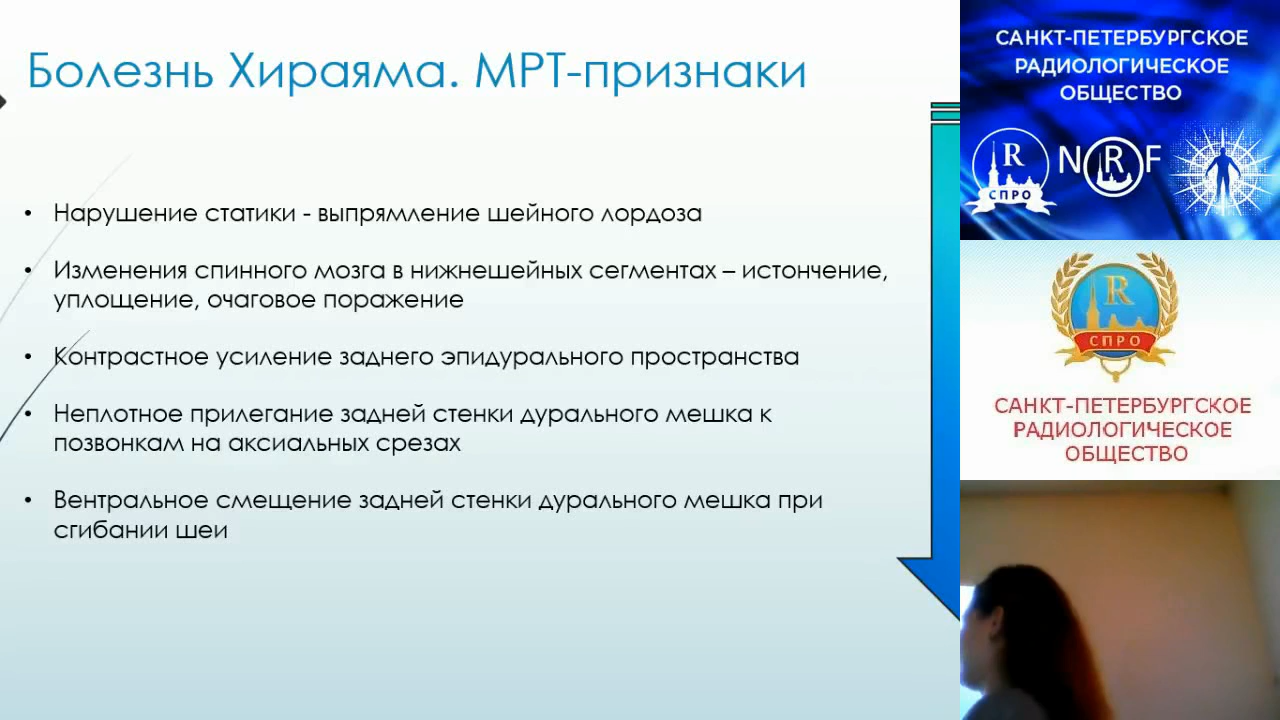 Болезнь Хираяма. МРТ-признаки
• Нарушение статики - выпрямление шейного лордоза
• Изменения спинного мозга в нижнешейных сегментах – истончение,
уплощение, очаговое поражение
• Контрастное усиление заднего эпидурального пространства
• Неплотное прилегание задней стенки дурального мешка к
позвонкам на аксиальных срезах
• Вентральное смещение задней стенки дурального мешка при
сгибании шеи
САНКТ-ПЕТЕРБУРГСКОЕ
РАДИОЛОГИЧЕСКОЕ
ОБЩЕСТВО
R
СПРО
N R F
R
СПРО
САНКТ-ПЕТЕРБУРГСКОЕ
РАДИОЛОГИЧЕСКОЕ
ОБЩЕСТВО